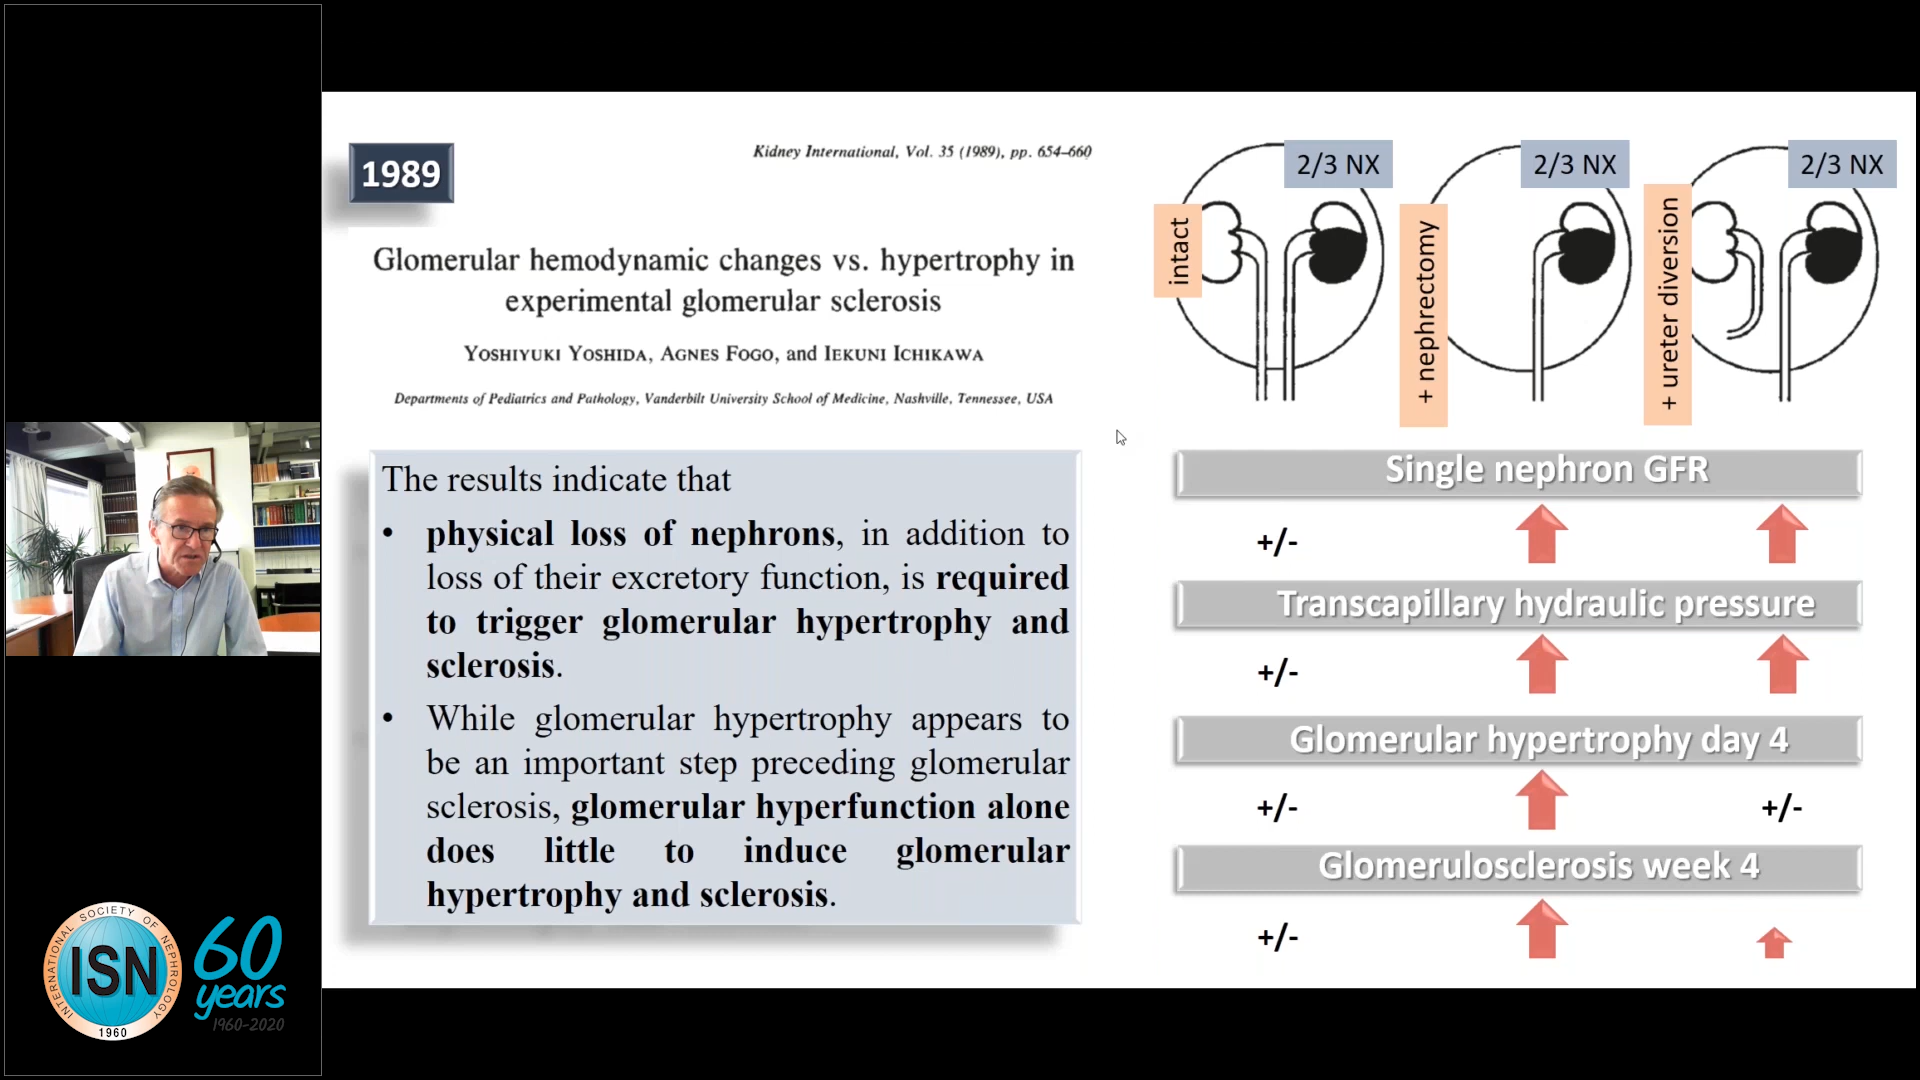 1989
Kidney International, Vol. 35 (1989), pp. 654–660
Glomerular hemodynamic changes vs. hypertrophy in
experimental glomerular sclerosis
YOSHIYUKI YOSHIDA, AGNES FOGO, and IEKUNI ICHIKAWA
Departments of Pediatrics and Pathology, Vanderbilt University School of Medicine, Nashville, Tennessee, USA
The results indicate that
• physical loss of nephrons, in addition to
loss of their excretory function, is required
to trigger glomerular hypertrophy and
sclerosis.
• While glomerular hypertrophy appears to
be an important step preceding glomerular
sclerosis, glomerular hyperfunction alone
does little to induce glomerular
hypertrophy and sclerosis.
2/3 NX
2/3 NX
2/3 NX
intact
+ nephrectomy
+ ureter diversion
Single nephron GFR
+/-
Transcapillary hydraulic pressure
+/-
Glomerular hypertrophy day 4
+/- +/-
Glomerulosclerosis week 4
+/-
INTERNATIONAL SOCIETY OF NEPHROLOGY
ISN
1960
60
years
1960-2020